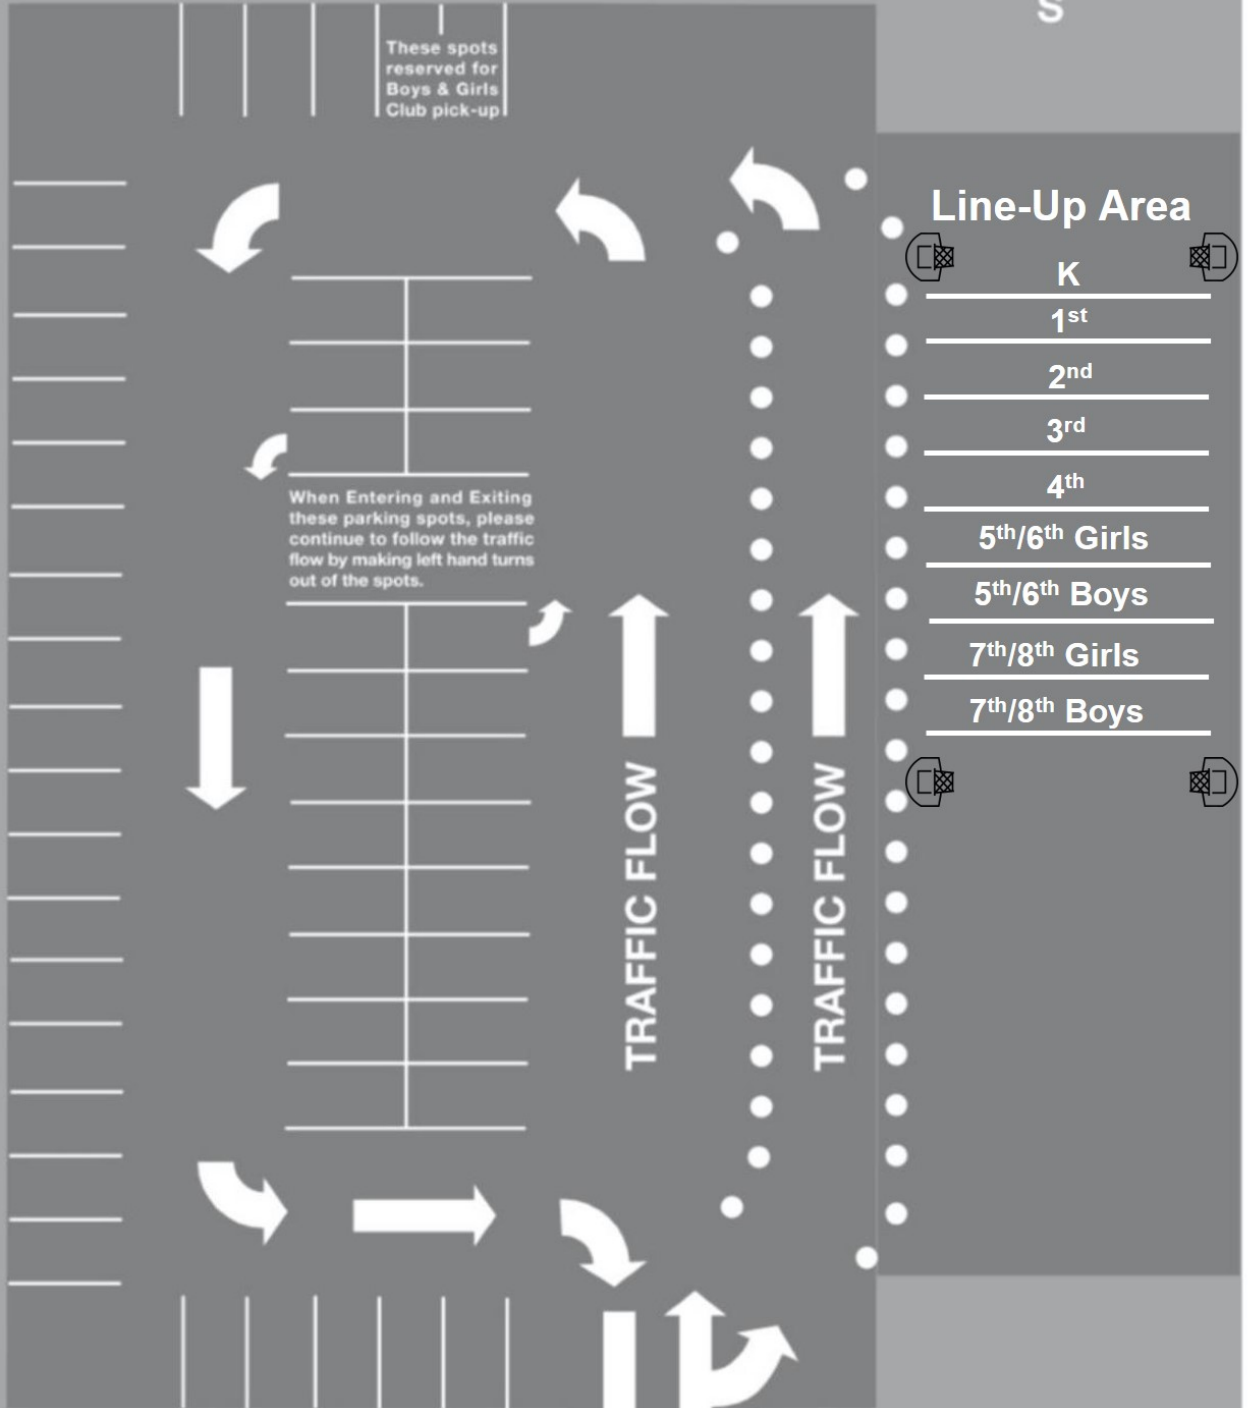 S
These spots
reserved for
Boys & Girls
Club pick-up
Line-Up Area
K
1st
2nd
3rd
4th
5th/6th Girls
5th/6th Boys
7th/8th Girls
7th/8th Boys
When Entering and Exiting
these parking spots, please
continue to follow the traffic
flow by making left hand turns
out of the spots.
TRAFFIC FLOW
TRAFFIC FLOW